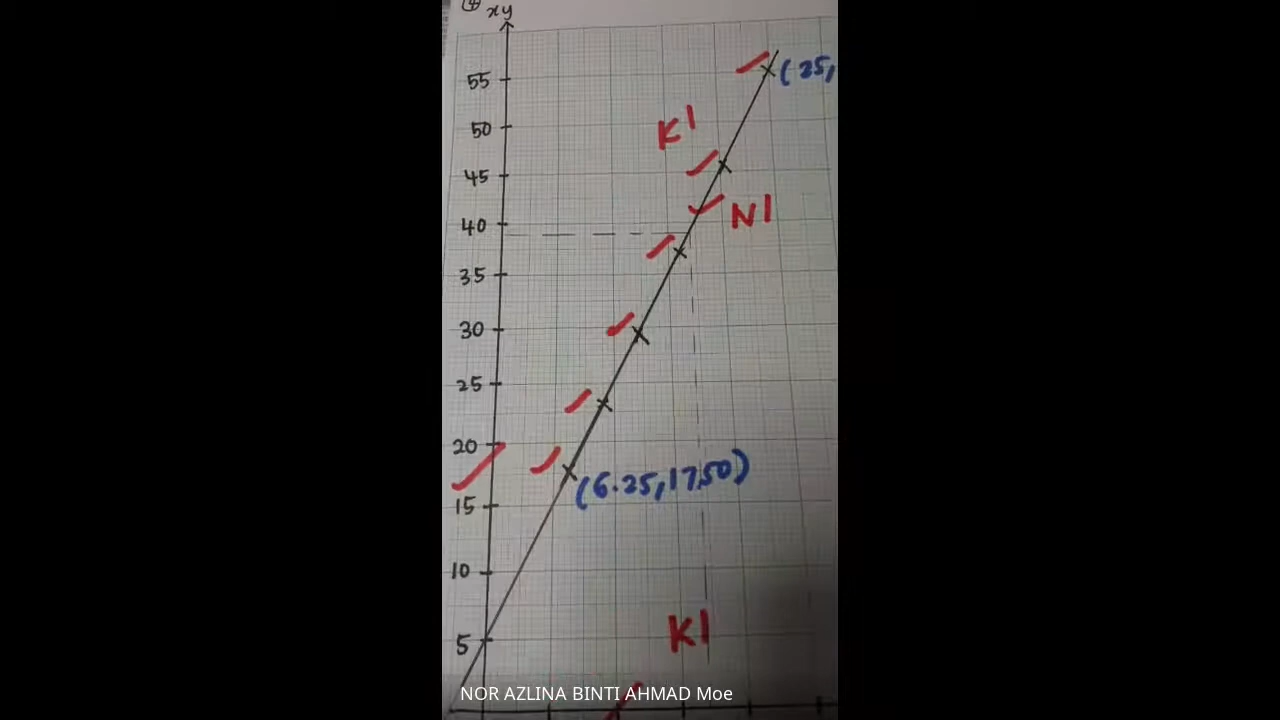 ④ xy
55
(25,
50
K1
45
N1
40
35
30
25
20
(6.25, 17.50)
15
10
K1
5
NOR AZLINA BINTI AHMAD Moe